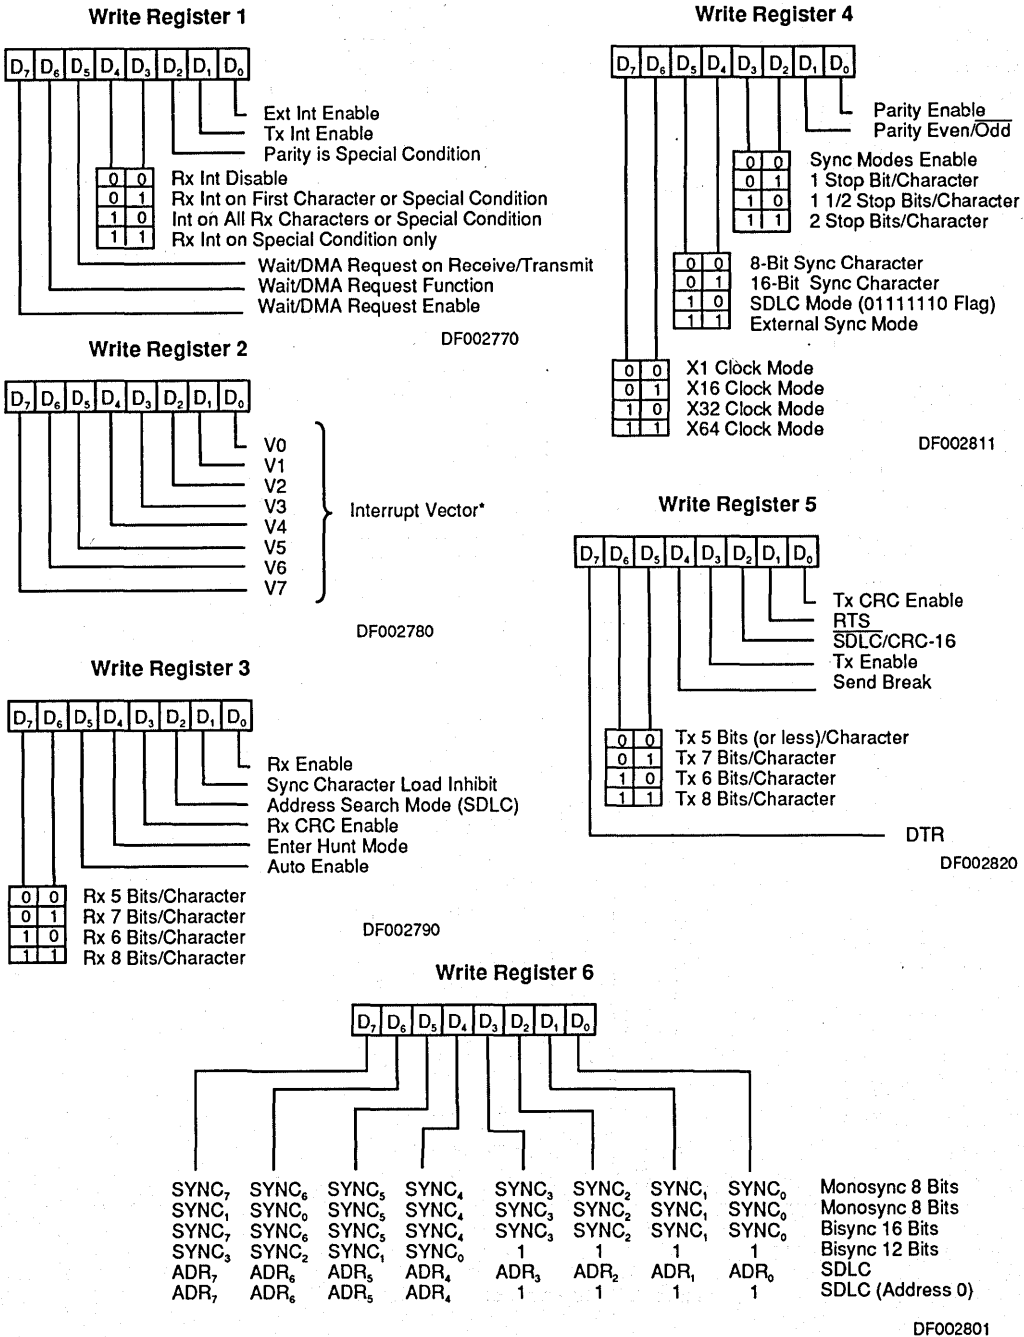 Write Register 1
D7 D6 D5 D4 D3 D2 D1 D0
Ext Int Enable
Tx Int Enable
Parity is Special Condition
0 0 Rx Int Disable
0 1 Rx Int on First Character or Special Condition
1 0 Int on All Rx Characters or Special Condition
1 1 Rx Int on Special Condition only
Wait/DMA Request on Receive/Transmit
Wait/DMA Request Function
Wait/DMA Request Enable
DF002770
Write Register 2
D7 D6 D5 D4 D3 D2 D1 D0
V0
V1
V2
V3
V4
V5
V6
V7
Interrupt Vector*
DF002780
Write Register 3
D7 D6 D5 D4 D3 D2 D1 D0
Rx Enable
Sync Character Load Inhibit
Address Search Mode (SDLC)
Rx CRC Enable
Enter Hunt Mode
Auto Enable
0 0 Rx 5 Bits/Character
0 1 Rx 7 Bits/Character
1 0 Rx 6 Bits/Character
1 1 Rx 8 Bits/Character
DF002790
Write Register 4
D7 D6 D5 D4 D3 D2 D1 D0
Parity Enable
Parity Even/Odd
0 0 Sync Modes Enable
0 1 1 Stop Bit/Character
1 0 1 1/2 Stop Bits/Character
1 1 2 Stop Bits/Character
0 0 8-Bit Sync Character
0 1 16-Bit Sync Character
1 0 SDLC Mode (01111110 Flag)
1 1 External Sync Mode
0 0 X1 Clock Mode
0 1 X16 Clock Mode
1 0 X32 Clock Mode
1 1 X64 Clock Mode
DF002811
Write Register 5
D7 D6 D5 D4 D3 D2 D1 D0
Tx CRC Enable
RTS
SDLC/CRC-16
Tx Enable
Send Break
0 0 Tx 5 Bits (or less)/Character
0 1 Tx 7 Bits/Character
1 0 Tx 6 Bits/Character
1 1 Tx 8 Bits/Character
DTR
DF002820
Write Register 6
D7 D6 D5 D4 D3 D2 D1 D0
SYNC7 SYNC6 SYNC5 SYNC4 SYNC3 SYNC2 SYNC1 SYNC0 Monosync 8 Bits
SYNC1 SYNC0 SYNC5 SYNC4 SYNC3 SYNC2 SYNC1 SYNC0 Monosync 8 Bits
SYNC7 SYNC6 SYNC5 SYNC4 SYNC3 SYNC2 SYNC1 SYNC0 Bisync 16 Bits
SYNC3 SYNC2 SYNC1 SYNC0 1 1 1 1 Bisync 12 Bits
ADR7 ADR6 ADR5 ADR4 ADR3 ADR2 ADR1 ADR0 SDLC
ADR7 ADR6 ADR5 ADR4 1 1 1 1 SDLC (Address 0)
DF002801